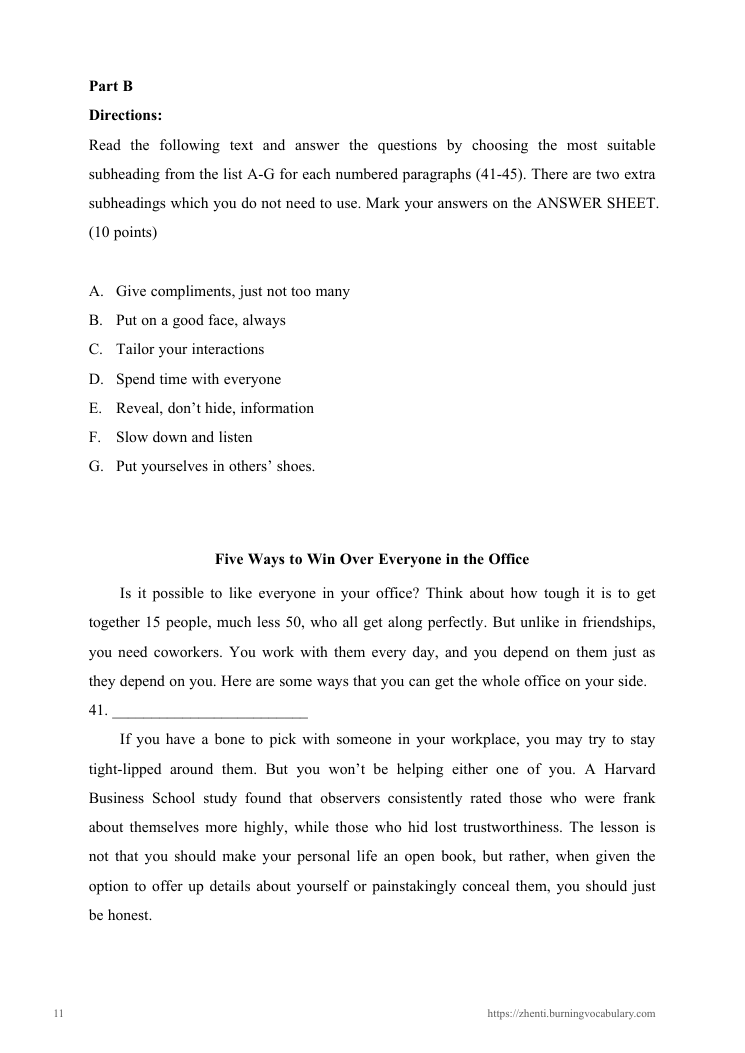 Part B
Directions:
Read the following text and answer the questions by choosing the most suitable
subheading from the list A-G for each numbered paragraphs (41-45). There are two extra
subheadings which you do not need to use. Mark your answers on the ANSWER SHEET.
(10 points)
A. Give compliments, just not too many
B. Put on a good face, always
C. Tailor your interactions
D. Spend time with everyone
E. Reveal, don’t hide, information
F. Slow down and listen
G. Put yourselves in others’ shoes.
Five Ways to Win Over Everyone in the Office
Is it possible to like everyone in your office? Think about how tough it is to get
together 15 people, much less 50, who all get along perfectly. But unlike in friendships,
you need coworkers. You work with them every day, and you depend on them just as
they depend on you. Here are some ways that you can get the whole office on your side.
41. _________________________
If you have a bone to pick with someone in your workplace, you may try to stay
tight-lipped around them. But you won’t be helping either one of you. A Harvard
Business School study found that observers consistently rated those who were frank
about themselves more highly, while those who hid lost trustworthiness. The lesson is
not that you should make your personal life an open book, but rather, when given the
option to offer up details about yourself or painstakingly conceal them, you should just
be honest.
11 https://zhenti.burningvocabulary.com